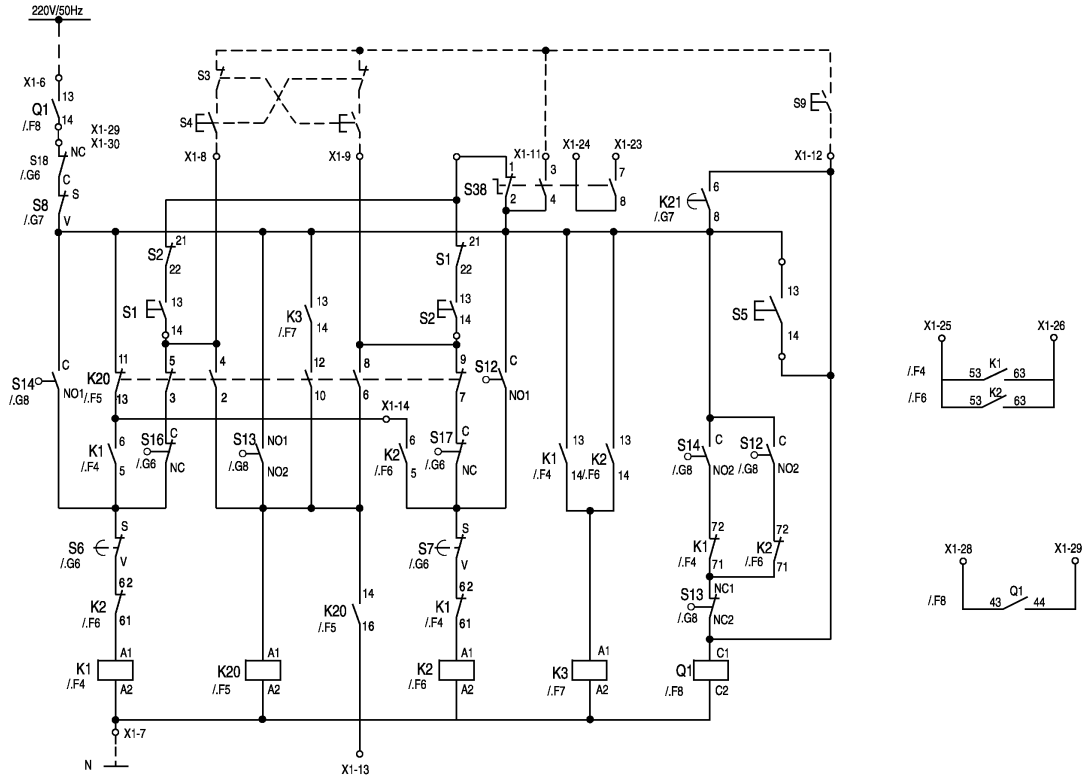 220V/50Hz
X1-6
13
Q1
/.F8
14
X1-29
X1-30
S18
/.G6
NC
C
S8
/.G7
S
V
S3
S4
X1-8
X1-9
X1-11
X1-24
X1-23
S9
X1-12
S38
1
2
3
4
7
8
K21
/.G7
6
8
S2
21
22
S1
13
14
K3
/.F7
13
14
S1
21
22
S2
13
14
S5
13
14
S14
/.G8
C
NO1
K20
/.F5
11
13
5
3
4
2
12
10
8
6
9
7
S12
C
NO1
X1-14
K1
/.F4
6
5
S16
/.G6
C
NC
S13
/.G8
NO1
NO2
K2
/.F6
6
5
S17
/.G6
C
NC
K1
/.F4
13
14
K2
/.F6
13
14
S14
/.G8
C
NO2
S12
/.G8
C
NO2
S6
/.G6
S
V
S7
/.G6
S
V
K1
/.F4
72
71
K2
/.F6
72
71
K2
/.F6
62
61
K20
/.F5
14
16
K1
/.F4
62
61
S13
/.G8
NC1
NC2
K1
/.F4
A1
A2
K20
/.F5
A1
A2
K2
/.F6
A1
A2
K3
/.F7
A1
A2
Q1
/.F8
C1
C2
X1-7
N
X1-13
X1-25
X1-26
/.F4
53
K1
63
/.F6
53
K2
63
X1-28
X1-29
/.F8
43
Q1
44